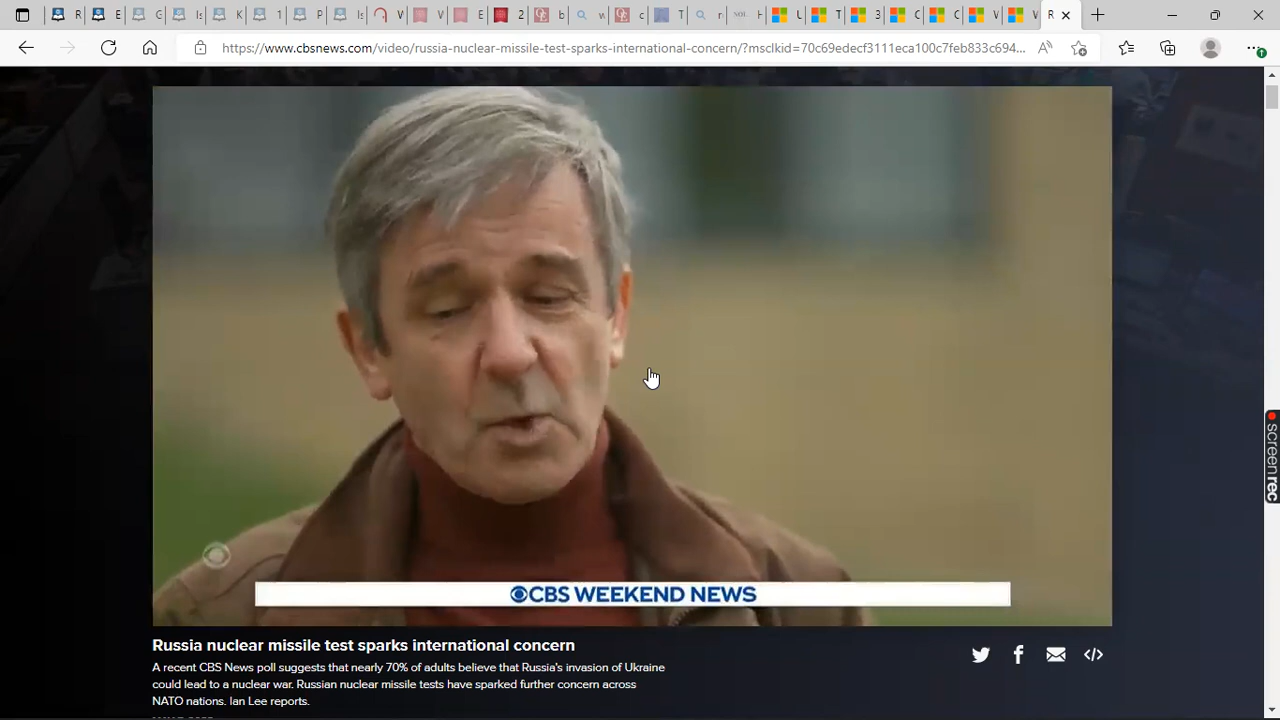 https://www.cbsnews.com/video/russia-nuclear-missile-test-sparks-international-concern/?msclkid=70c69edecf3111eca100c7feb833c694...
CBS WEEKEND NEWS
Russia nuclear missile test sparks international concern
A recent CBS News poll suggests that nearly 70% of adults believe that Russia's invasion of Ukraine
could lead to a nuclear war. Russian nuclear missile tests have sparked further concern across
NATO nations. Ian Lee reports.
screenrec